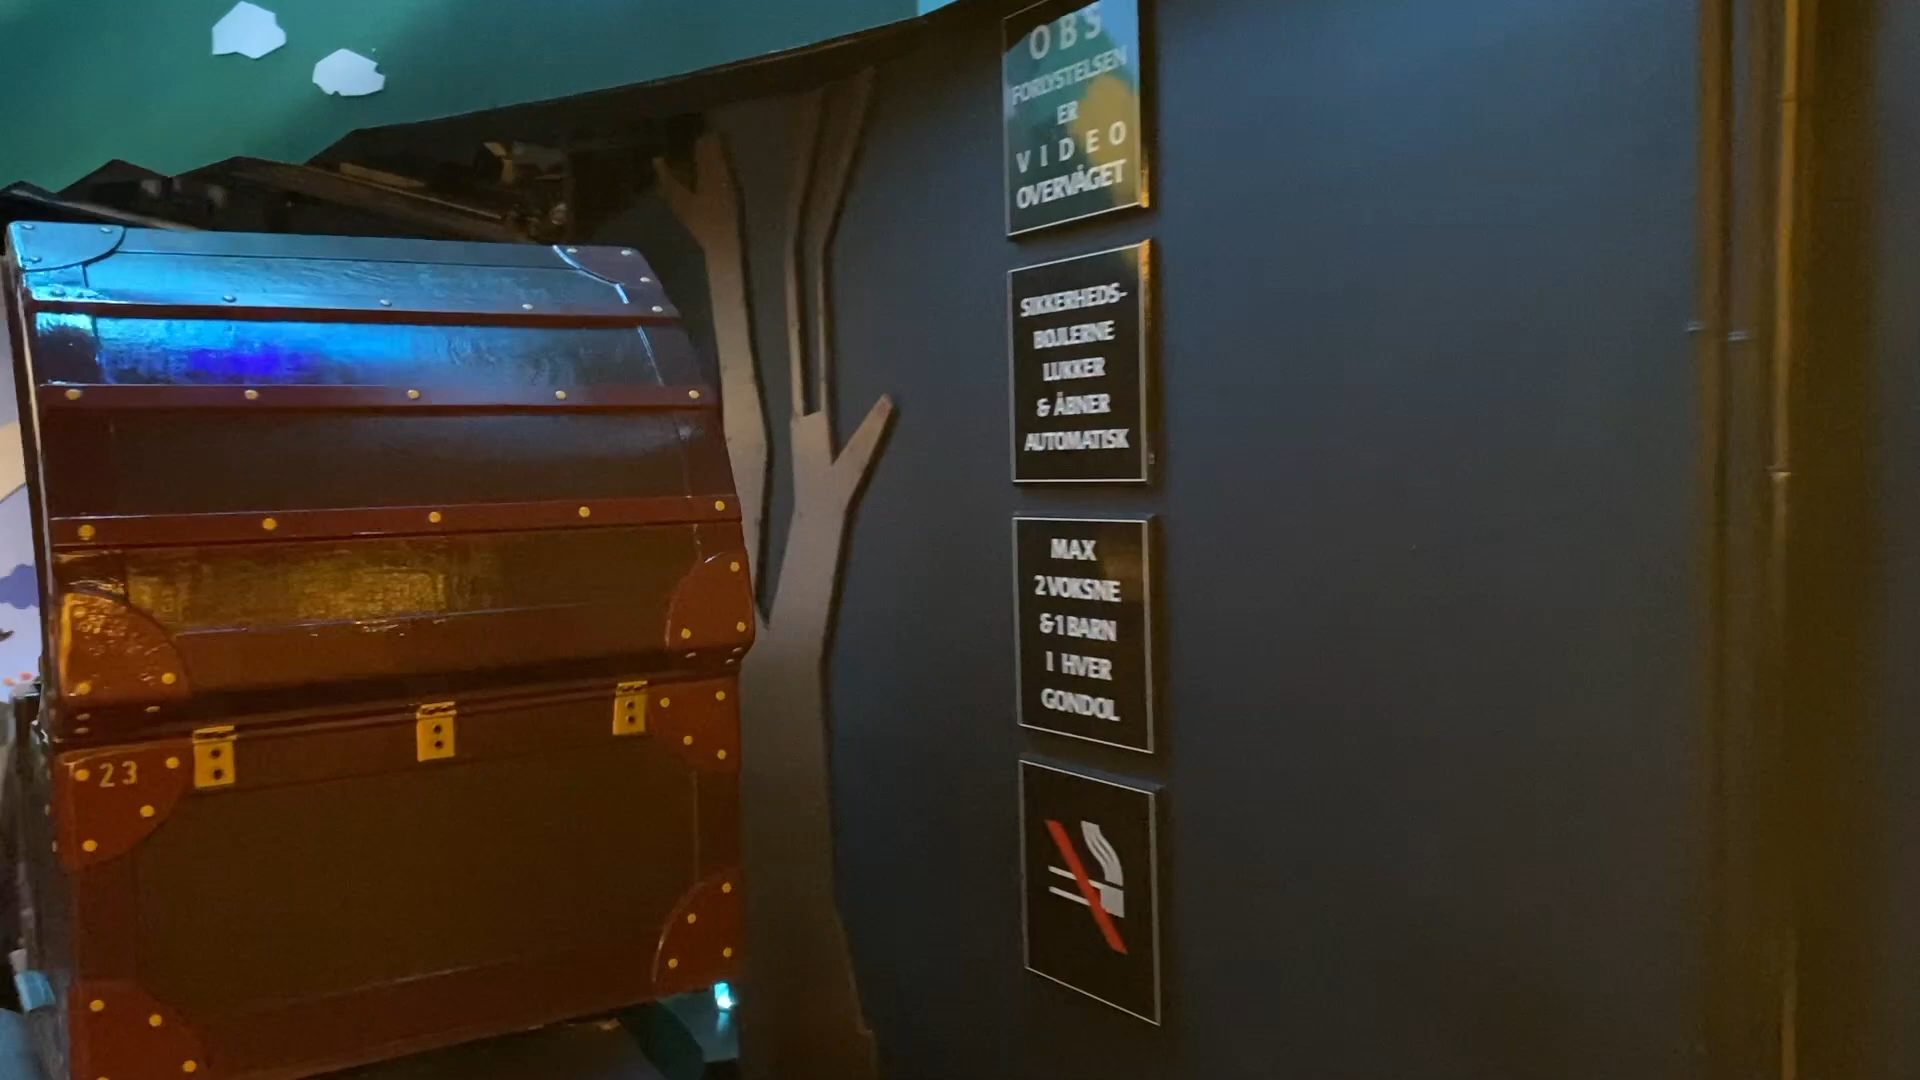 OBS
FORLYSTELSEN
ER
VIDEO
OVERVÅGET
SIKKERHEDS-
BØJLERNE
LUKKER
& ÅBNER
AUTOMATISK
MAX
2 VOKSNE
& 1 BARN
I HVER
GONDOL
23